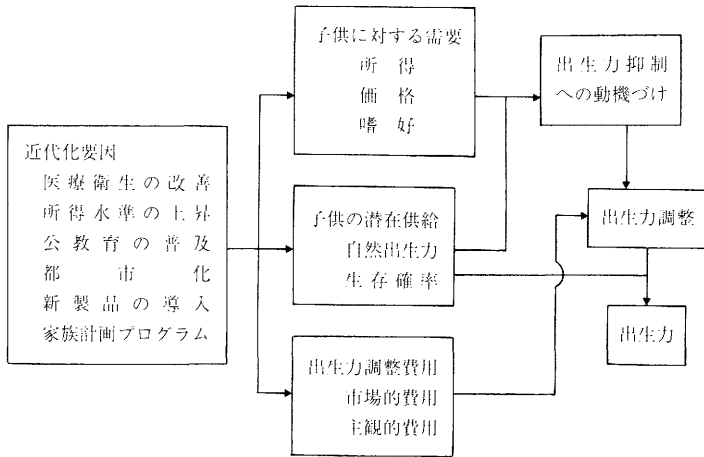 子供に対する需要
所得
価格
嗜好
出生力抑制
への動機づけ
近代化要因
医療衛生の改善
所得水準の上昇
公教育の普及
都市化
新製品の導入
家族計画プログラム
子供の潜在供給
自然出生力
生存確率
出生力調整
出生力
出生力調整費用
市場的費用
主観的費用